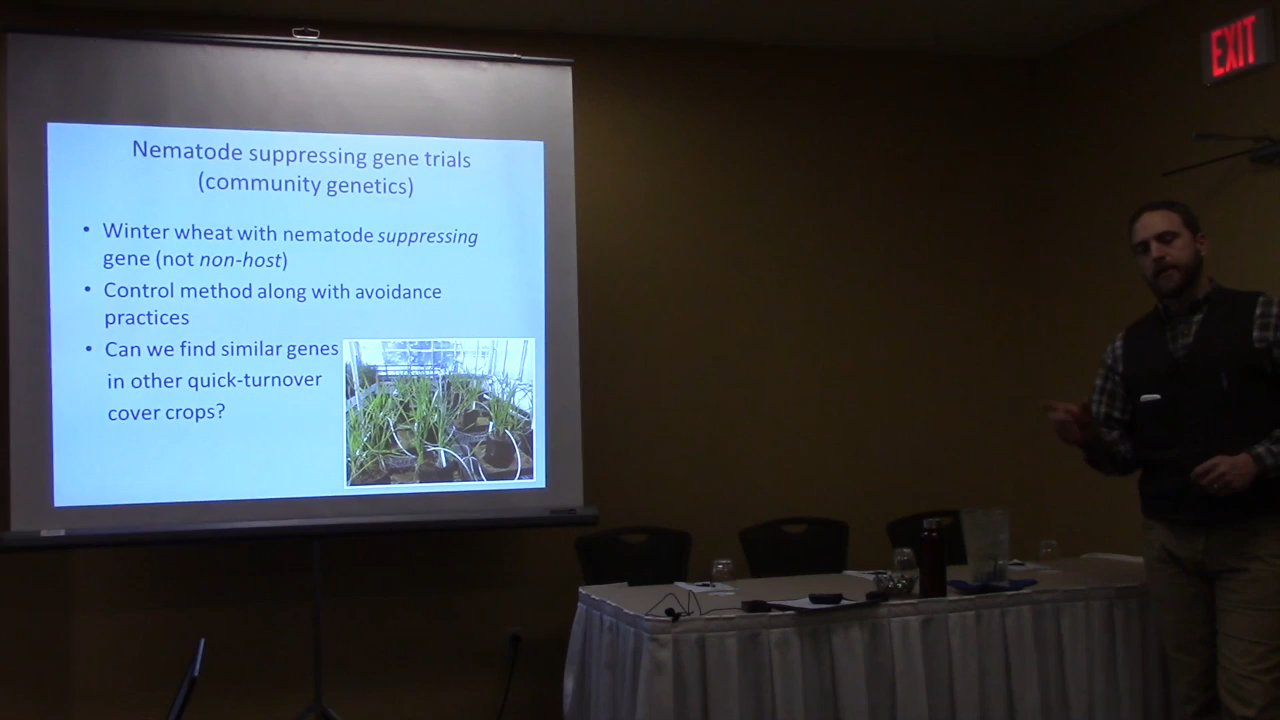 EXIT
Nematode suppressing gene trials
(community genetics)
• Winter wheat with nematode suppressing
gene (not non-host)
• Control method along with avoidance
practices
• Can we find similar genes
in other quick-turnover
cover crops?